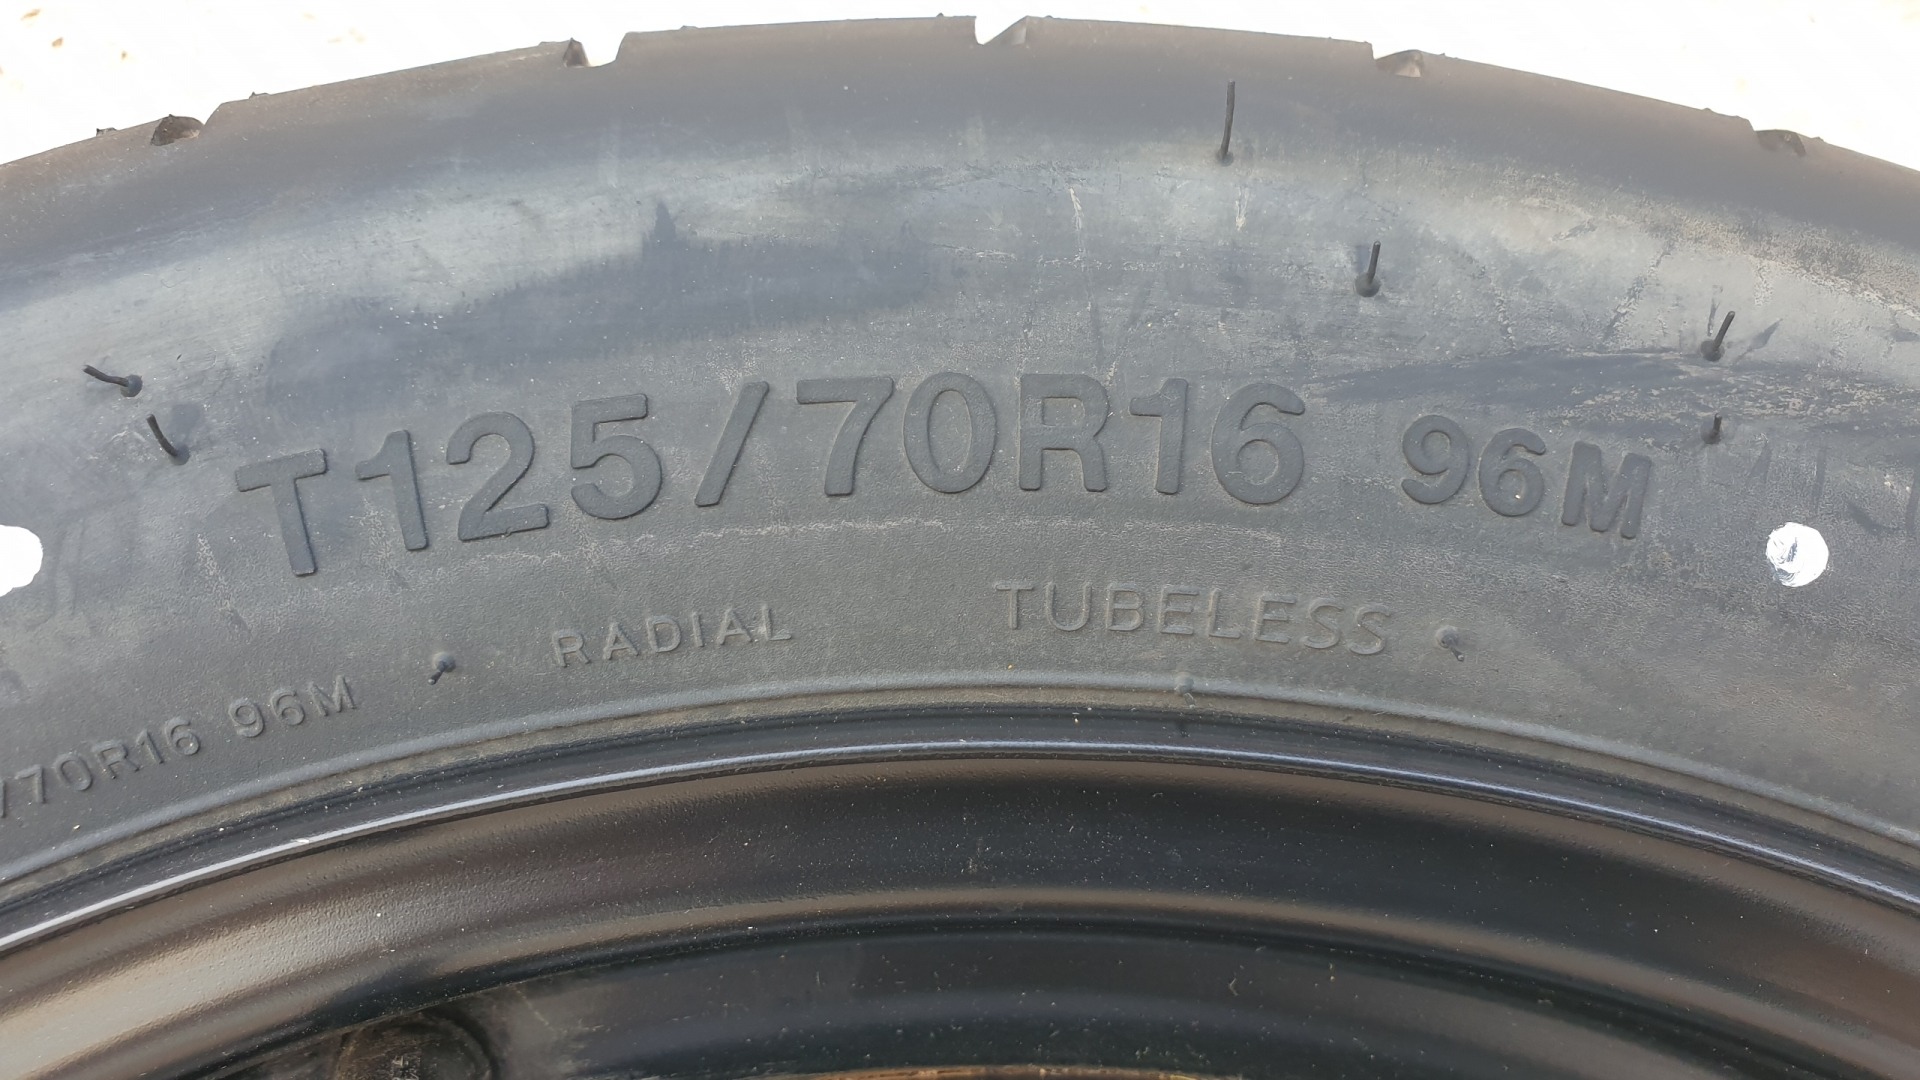 T125/70R16 96M
RADIAL TUBELESS
/70R16 96M